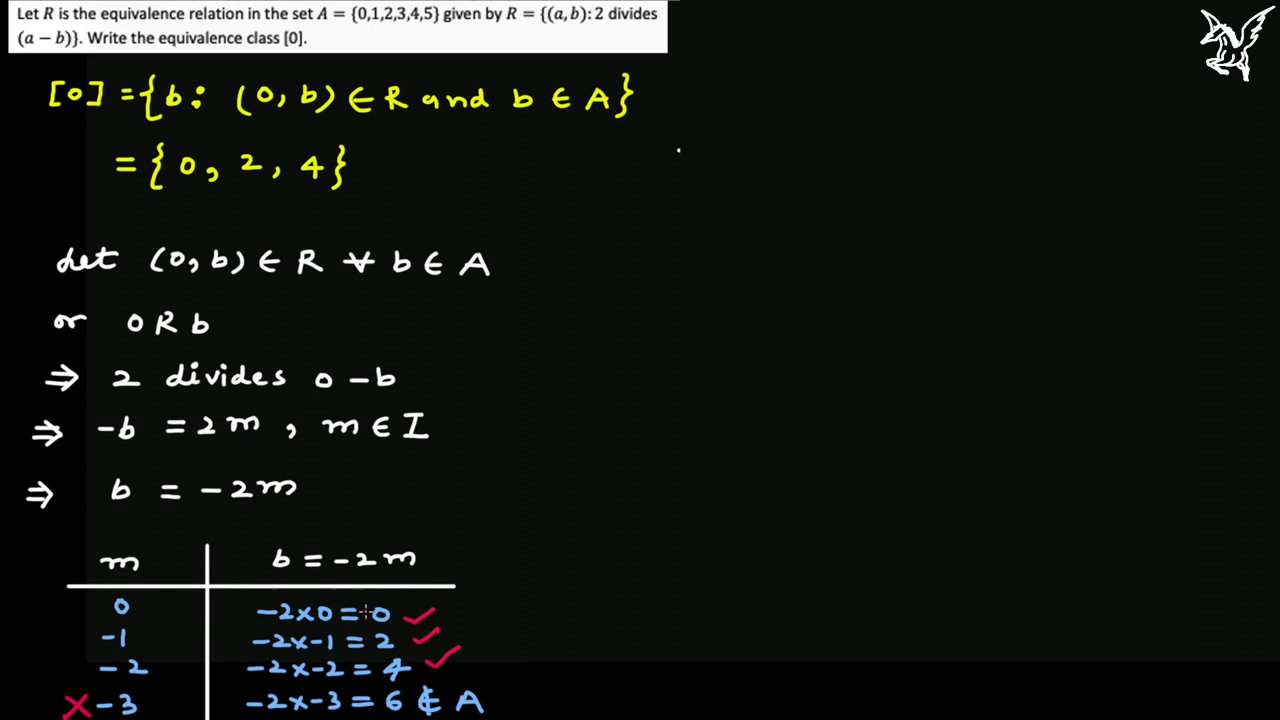 Let R is the equivalence relation in the set A = {0,1,2,3,4,5} given by R = {(a, b): 2 divides
(a − b)}. Write the equivalence class [0].
[0] = {b : (0, b) ∈ R and b ∈ A}
= {0, 2, 4}
Let (0, b) ∈ R ∀ b ∈ A
or 0 R b
⇒ 2 divides 0 - b
⇒ -b = 2m , m ∈ I
⇒ b = -2m
m b = -2m
0 -2×0 = 0 ✓
-1 -2×-1 = 2 ✓
-2 -2×-2 = 4 ✓
✗ -3 -2×-3 = 6 ∉ A